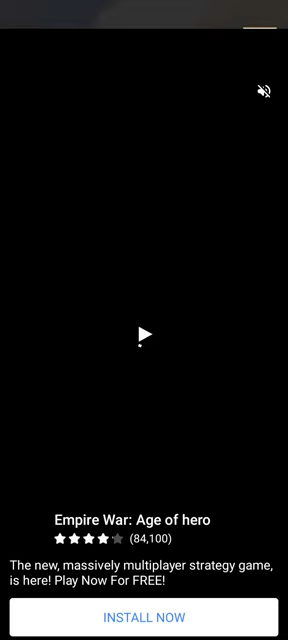 Empire War: Age of hero
(84,100)
The new, massively multiplayer strategy game,
is here! Play Now For FREE!
INSTALL NOW